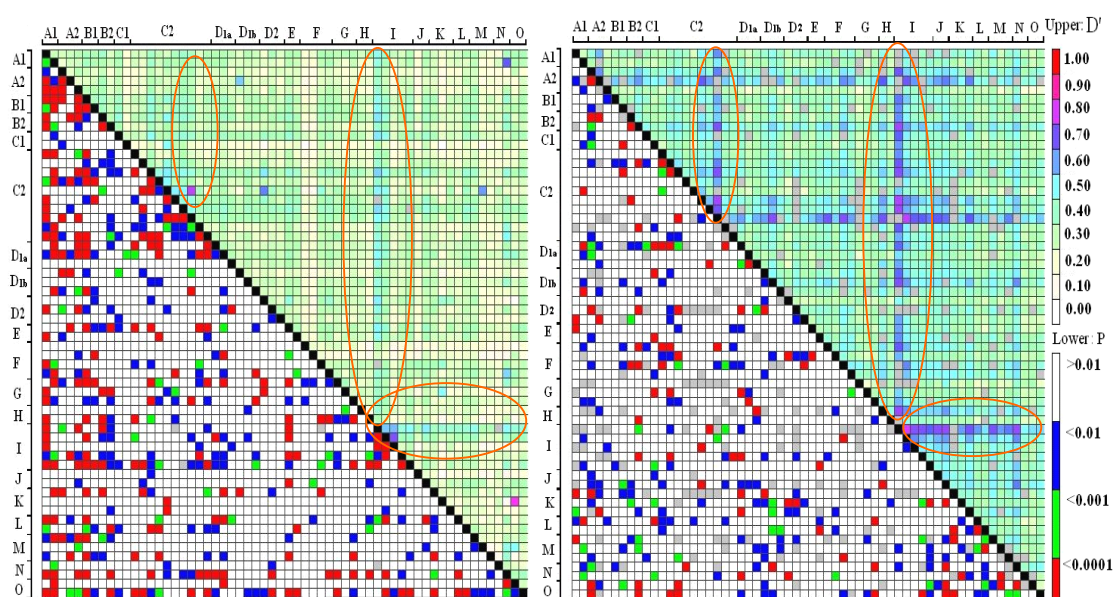 A1 A2 B1 B2 C1 C2 D1a D1b D2 E F G H I J K L M N O
A1
A2
B1
B2
C1
C2
D1a
D1b
D2
E
F
G
H
I
J
K
L
M
N
O
A1 A2 B1 B2 C1 C2 D1a D1b D2 E F G H I J K L M N O
A1
A2
B1
B2
C1
C2
D1a
D1b
D2
E
F
G
H
I
J
K
L
M
N
O
Upper: D'
1.00
0.90
0.80
0.70
0.60
0.50
0.40
0.30
0.20
0.10
0.00
Lower: P
>0.01
<0.01
<0.001
<0.0001